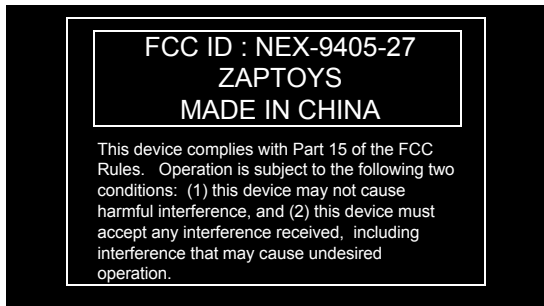 FCC ID : NEX-9405-27
ZAPTOYS
MADE IN CHINA
This device complies with Part 15 of the FCC
Rules.   Operation is subject to the following two
conditions:  (1) this device may not cause
harmful interference, and (2) this device must
accept any interference received,  including
interference that may cause undesired
operation.